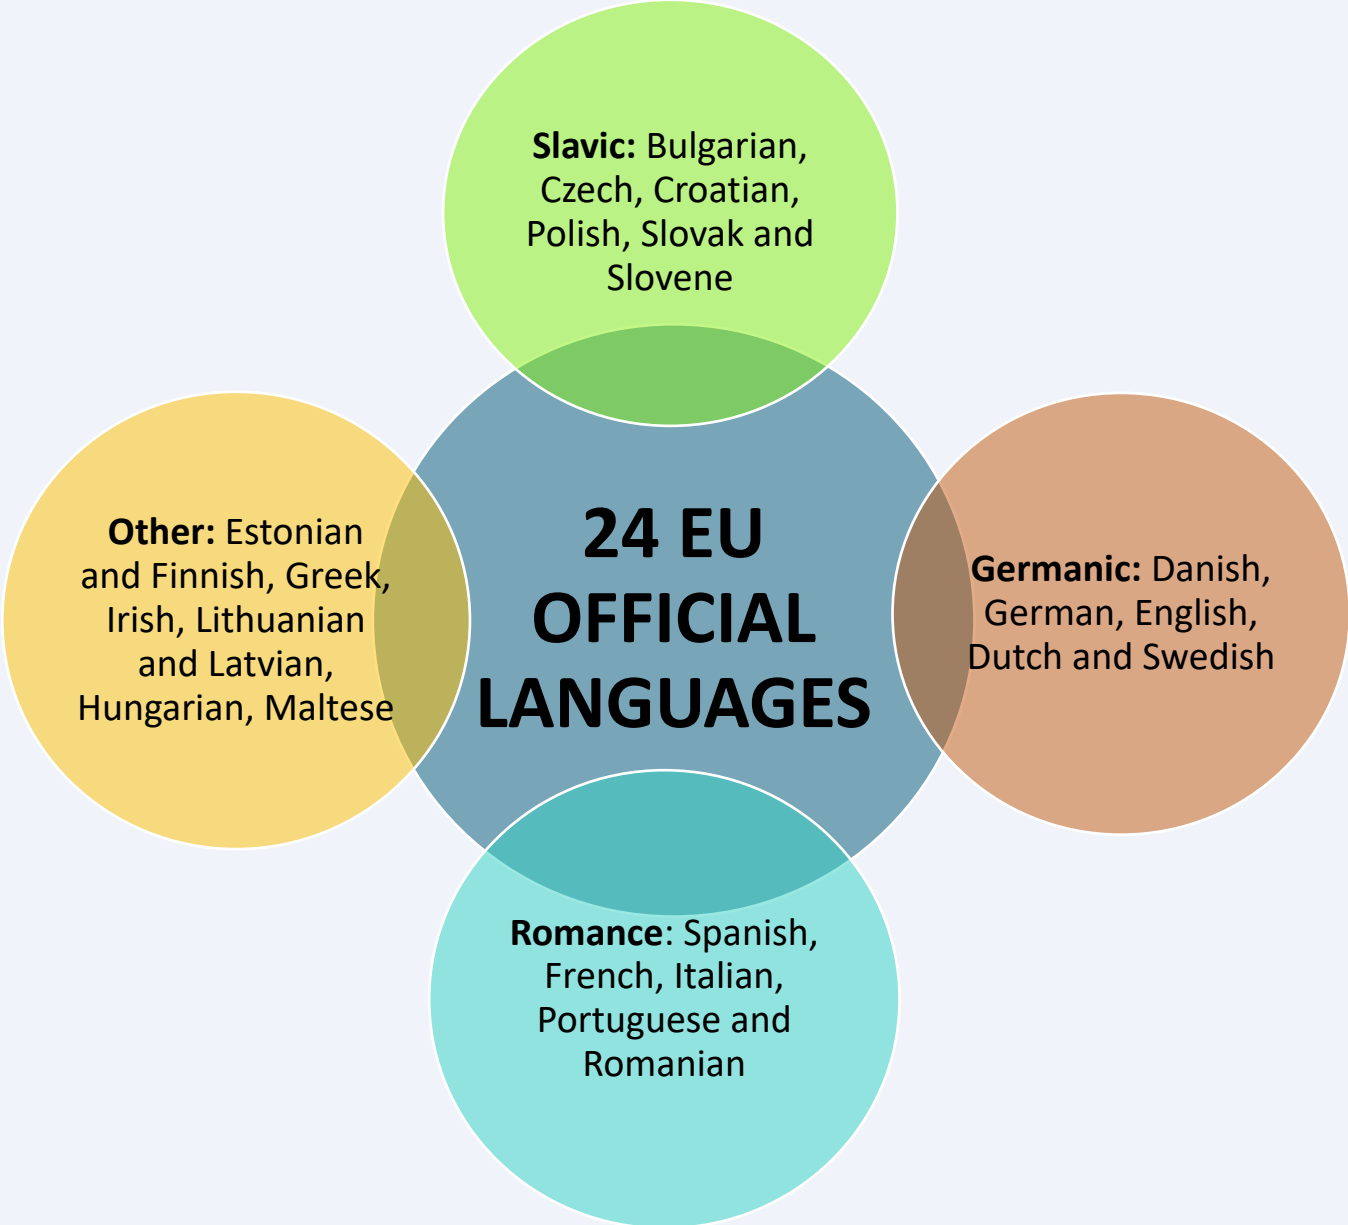 Slavic: Bulgarian,
Czech, Croatian,
Polish, Slovak and
Slovene
Other: Estonian
and Finnish, Greek,
Irish, Lithuanian
and Latvian,
Hungarian, Maltese
24 EU
OFFICIAL
LANGUAGES
Germanic: Danish,
German, English,
Dutch and Swedish
Romance: Spanish,
French, Italian,
Portuguese and
Romanian